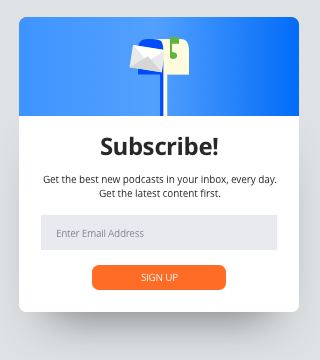 Subscribe!
Get the best new podcasts in your inbox, every day.
Get the latest content first.
Enter Email Address
SIGN UP